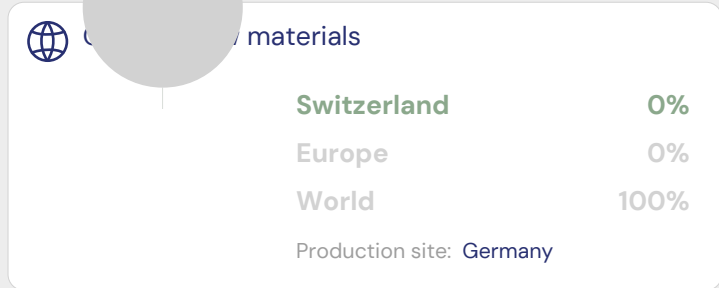 materials
Switzerland 0%
Europe 0%
World 100%
Production site: Germany